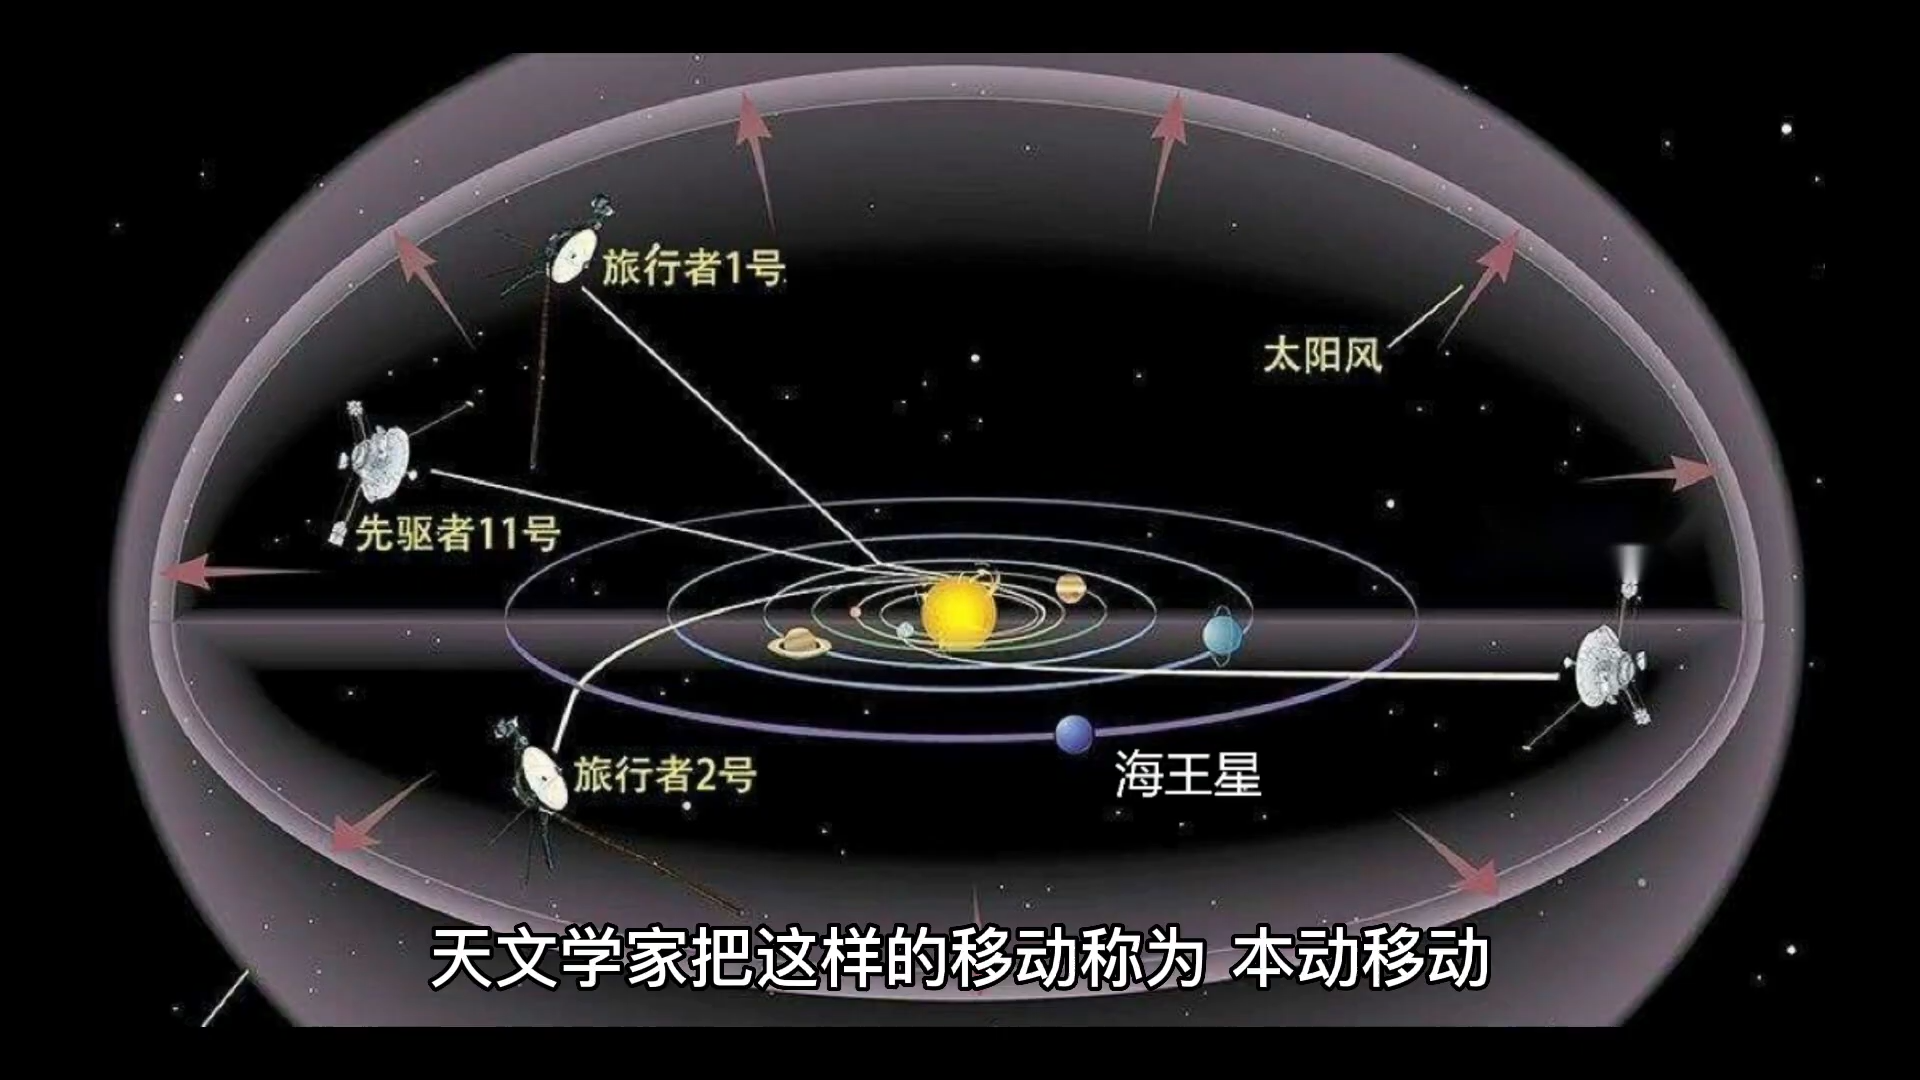 旅行者1号
太阳风
先驱者11号
旅行者2号
海王星
天文学家把这样的移动称为 本动移动